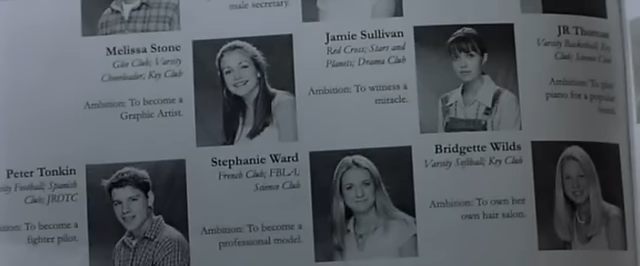 male secretary.
Melissa Stone
Glee Club; Varsity
Cheerleader; Key Club
Ambition: To become a
Graphic Artist.
Jamie Sullivan
Red Cross; Stars and
Planets; Drama Club
Ambition: To witness a
miracle.
JR
Varsity Basketball,
Club;
Ambition: To play
piano for a popular
Peter Tonkin
Football; Spanish
Club; JROTC
To become a
fighter pilot.
Stephanie Ward
French Club; FBLA,
Science Club
Ambition: To become a
professional model.
Bridgette Wilds
Varsity Softball; Key Club
Ambition: To own her
own hair salon.